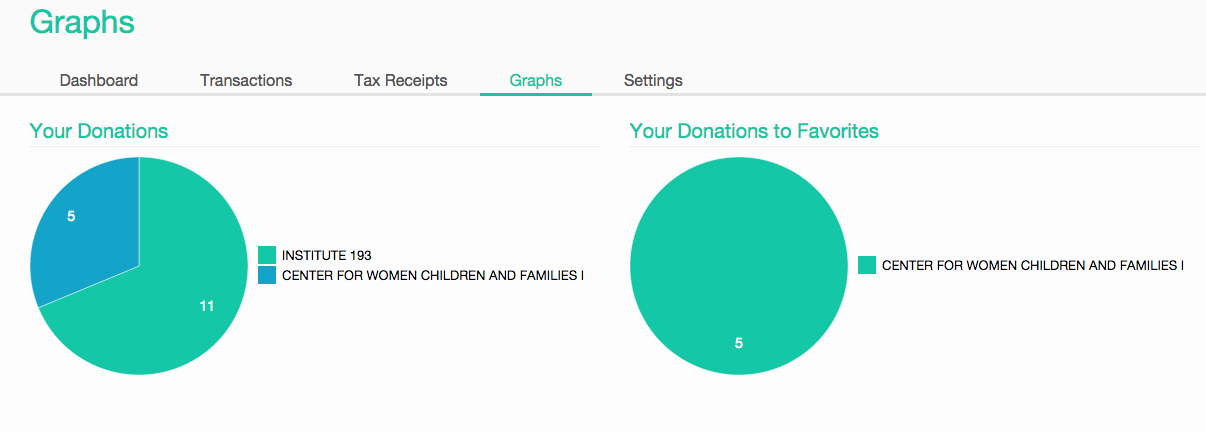 Graphs
Dashboard Transactions Tax Receipts Graphs Settings
Your Donations
5
11
INSTITUTE 193
CENTER FOR WOMEN CHILDREN AND FAMILIES I
Your Donations to Favorites
5
CENTER FOR WOMEN CHILDREN AND FAMILIES I